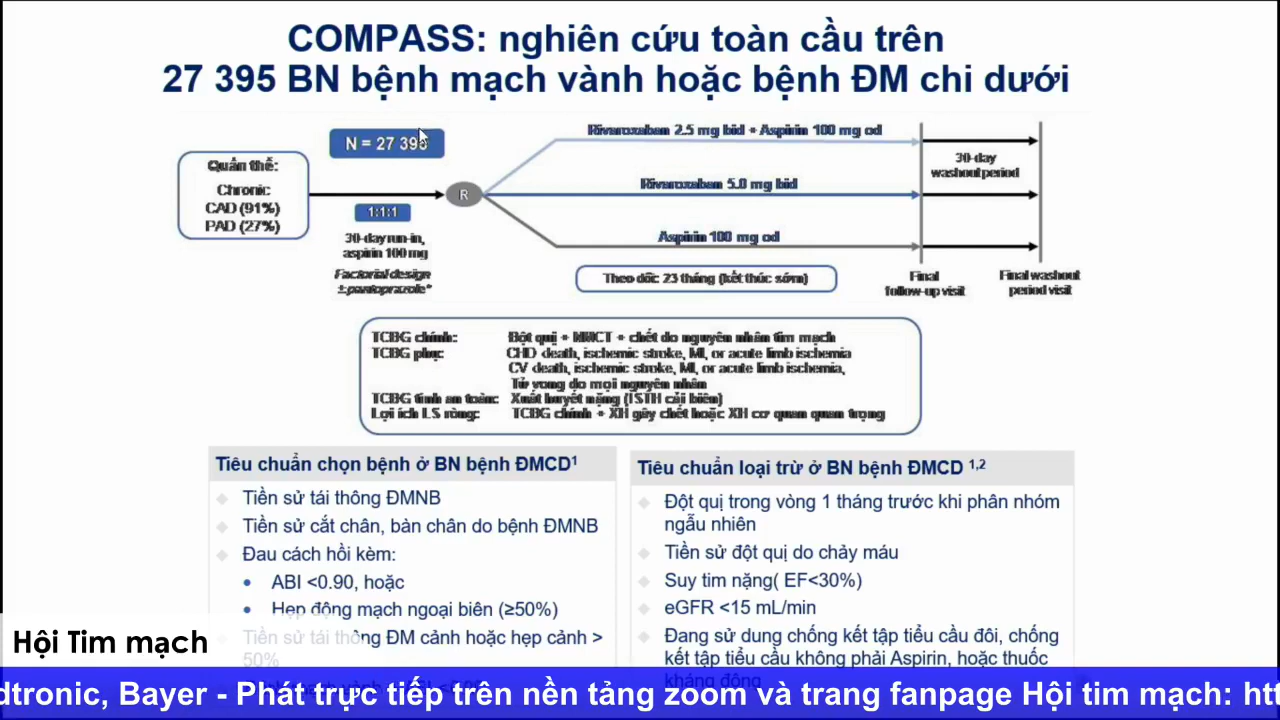 COMPASS: nghiên cứu toàn cầu trên
27 395 BN bệnh mạch vành hoặc bệnh ĐM chi dưới
Quần thể:
Chronic:
CAD (91%)
PAD (27%)
N = 27 395
1:1:1
30-day run-in,
aspirin 100 mg
Factorial design
± pantoprazole*
R
Rivaroxaban 2.5 mg bid + Aspirin 100 mg od
Rivaroxaban 5.0 mg bid
Aspirin 100 mg od
Theo dõi: 23 tháng (kết thúc sớm)
30-day
washout period
Final
follow-up visit
Final washout
period visit
TCĐG chính: Đột quị + NMCT + chết do nguyên nhân tim mạch
TCĐG phụ: CHD death, ischemic stroke, MI, or acute limb ischemia
CV death, ischemic stroke, MI, or acute limb ischemia,
Tử vong do mọi nguyên nhân
TCĐG tính an toàn: Xuất huyết nặng (ISTH cải biên)
Lợi ích LS ròng: TCĐG chính + XH gây chết hoặc XH cơ quan quan trọng
Tiêu chuẩn chọn bệnh ở BN bệnh ĐMCD¹
Tiền sử tái thông ĐMNB
Tiền sử cắt chân, bàn chân do bệnh ĐMNB
Đau cách hồi kèm:
ABI <0.90, hoặc
Hẹp động mạch ngoại biên (≥50%)
Tiền sử tái thông ĐM cảnh hoặc hẹp cảnh >
50%
Tiêu chuẩn loại trừ ở BN bệnh ĐMCD ¹,²
Đột quị trong vòng 1 tháng trước khi phân nhóm
ngẫu nhiên
Tiền sử đột quị do chảy máu
Suy tim nặng( EF<30%)
eGFR <15 mL/min
Đang sử dung chống kết tập tiểu cầu đôi, chống
kết tập tiểu cầu không phải Aspirin, hoặc thuốc
kháng đông
Hội Tim mạch
dtronic, Bayer - Phát trực tiếp trên nền tảng zoom và trang fanpage Hội tim mạch: htt